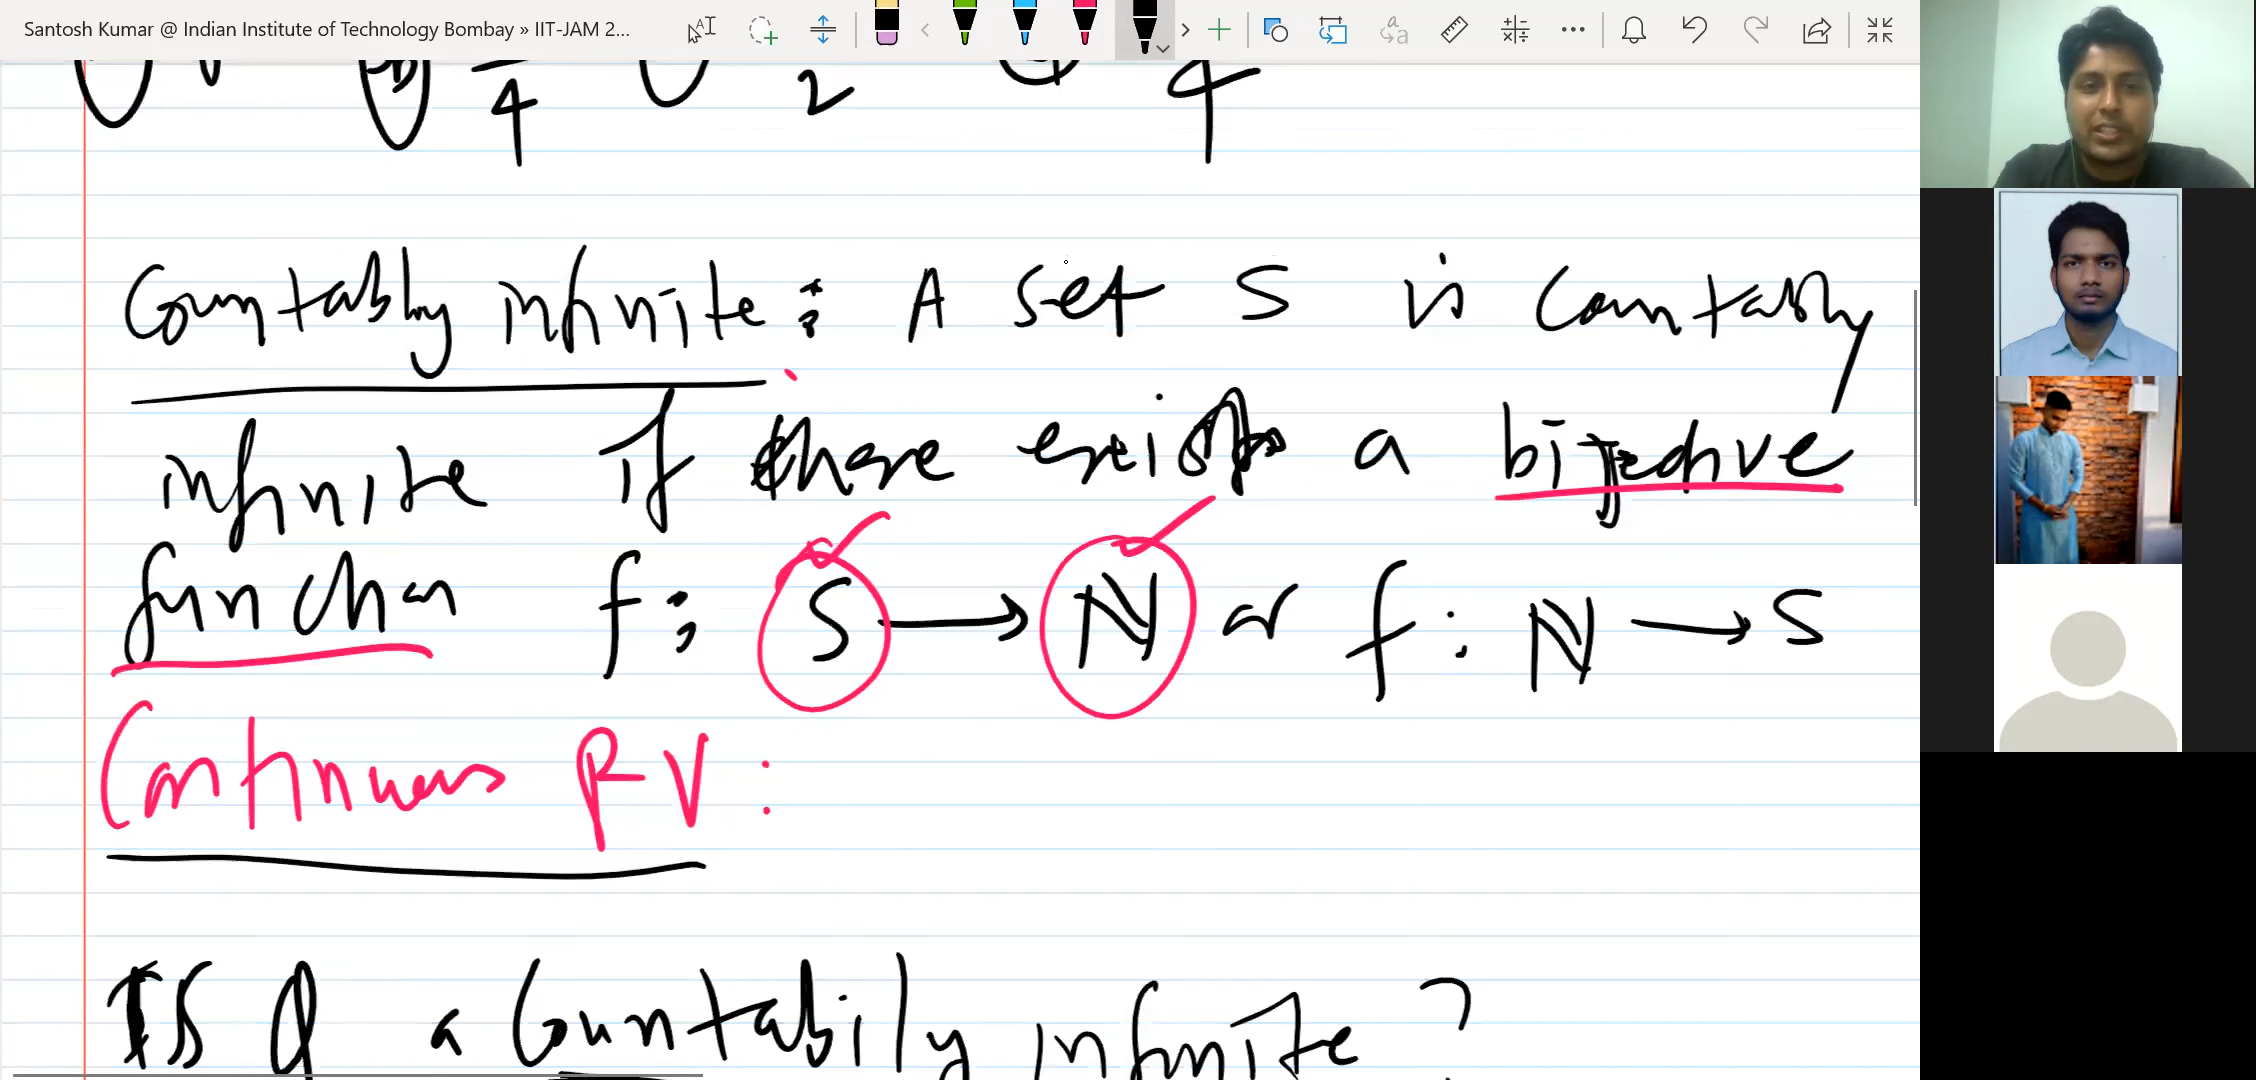 Santosh Kumar @ Indian Institute of Technology Bombay » IIT-JAM 2...
4 2 4
Countably infinite : A set S is countably
infinite if there exists a bijective
function f : S → ℕ or f : ℕ → S
Continuous RV :
Is Q a Countabily infinite ?